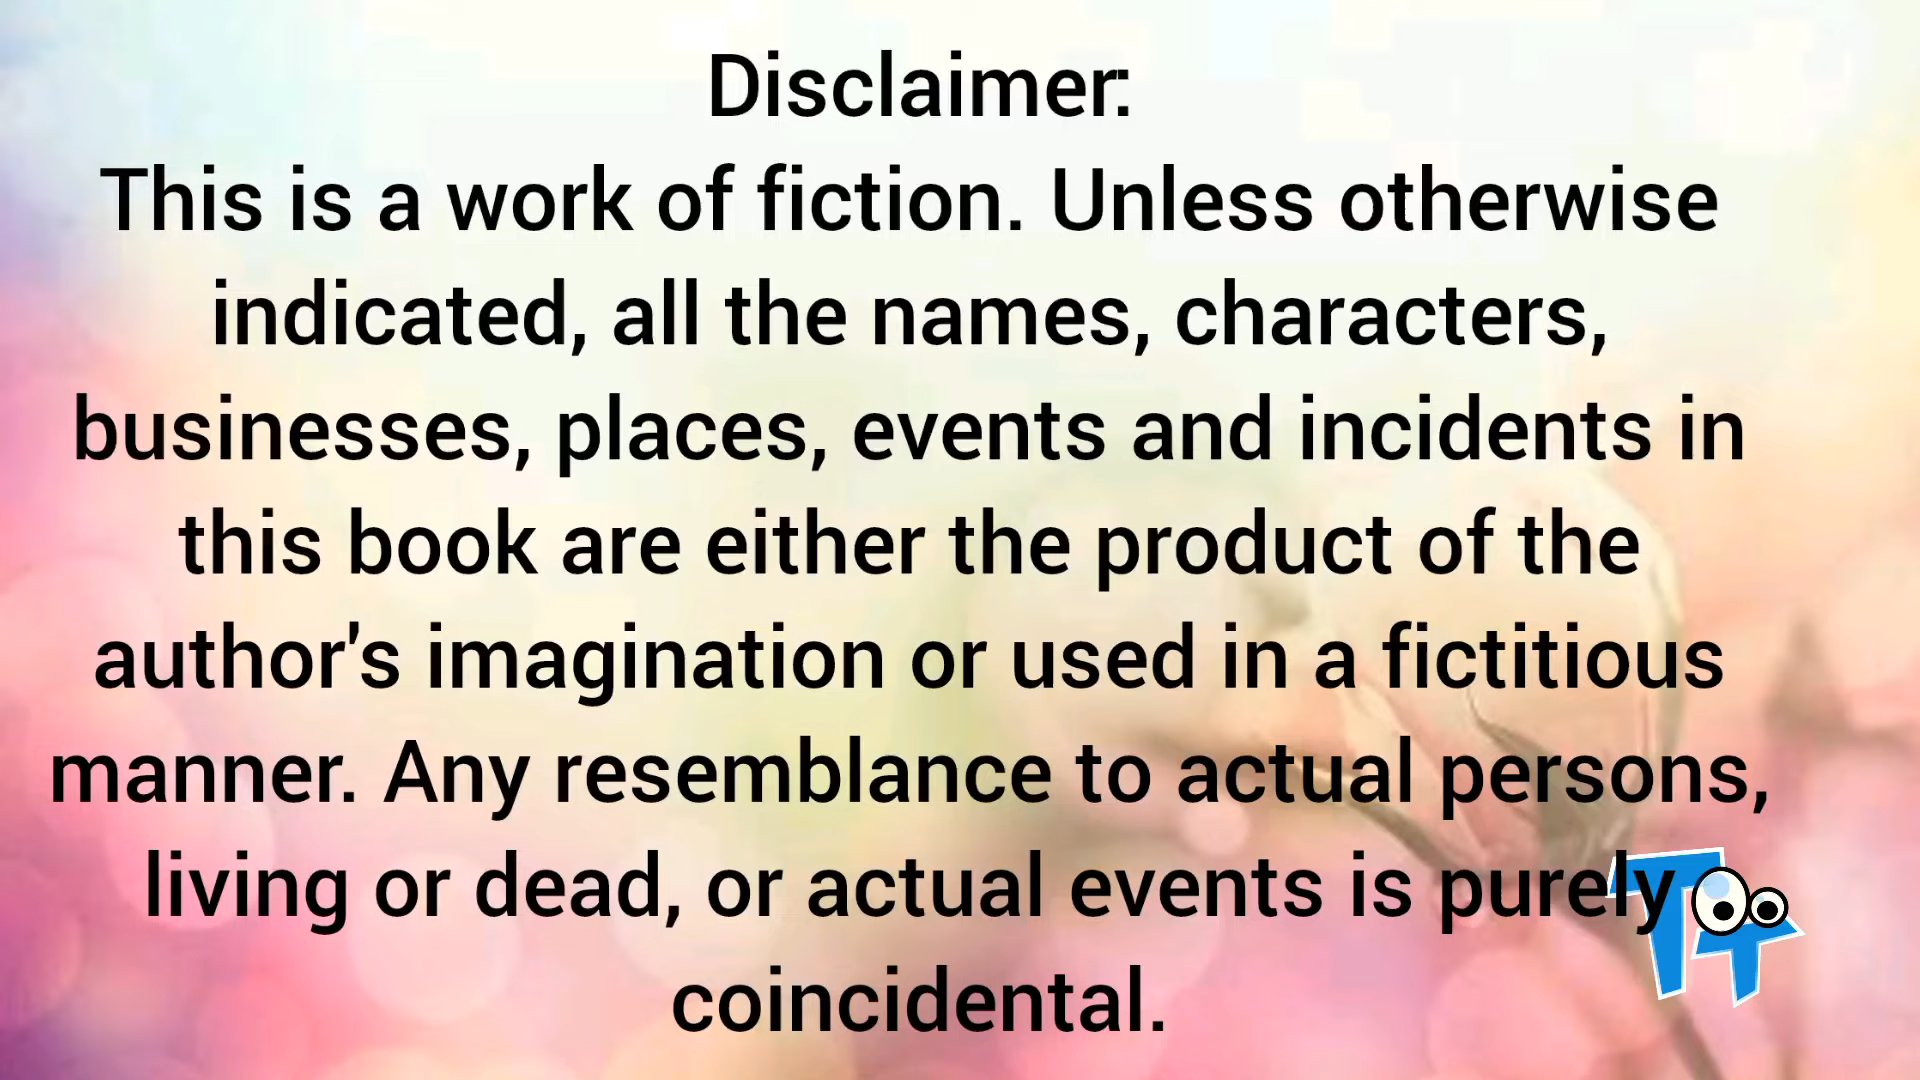 Disclaimer:
This is a work of fiction. Unless otherwise
indicated, all the names, characters,
businesses, places, events and incidents in
this book are either the product of the
author's imagination or used in a fictitious
manner. Any resemblance to actual persons,
living or dead, or actual events is purely
coincidental.
TT